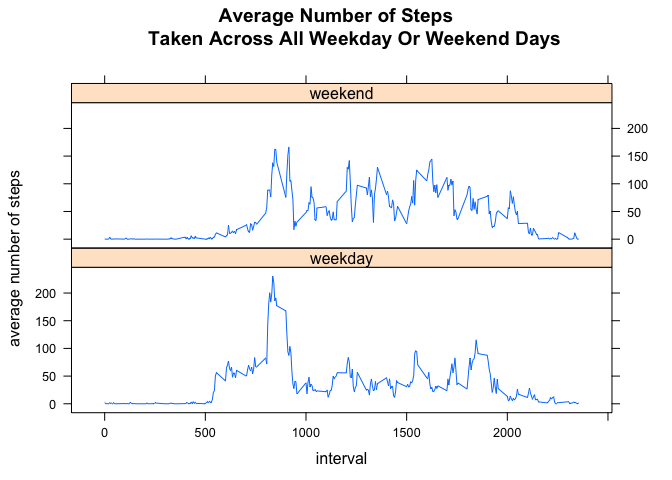 Average Number of Steps
Taken Across All Weekday Or Weekend Days
weekend
200
150
100
50
0
weekday
200
150
100
50
0
average number of steps
0 500 1000 1500 2000
interval